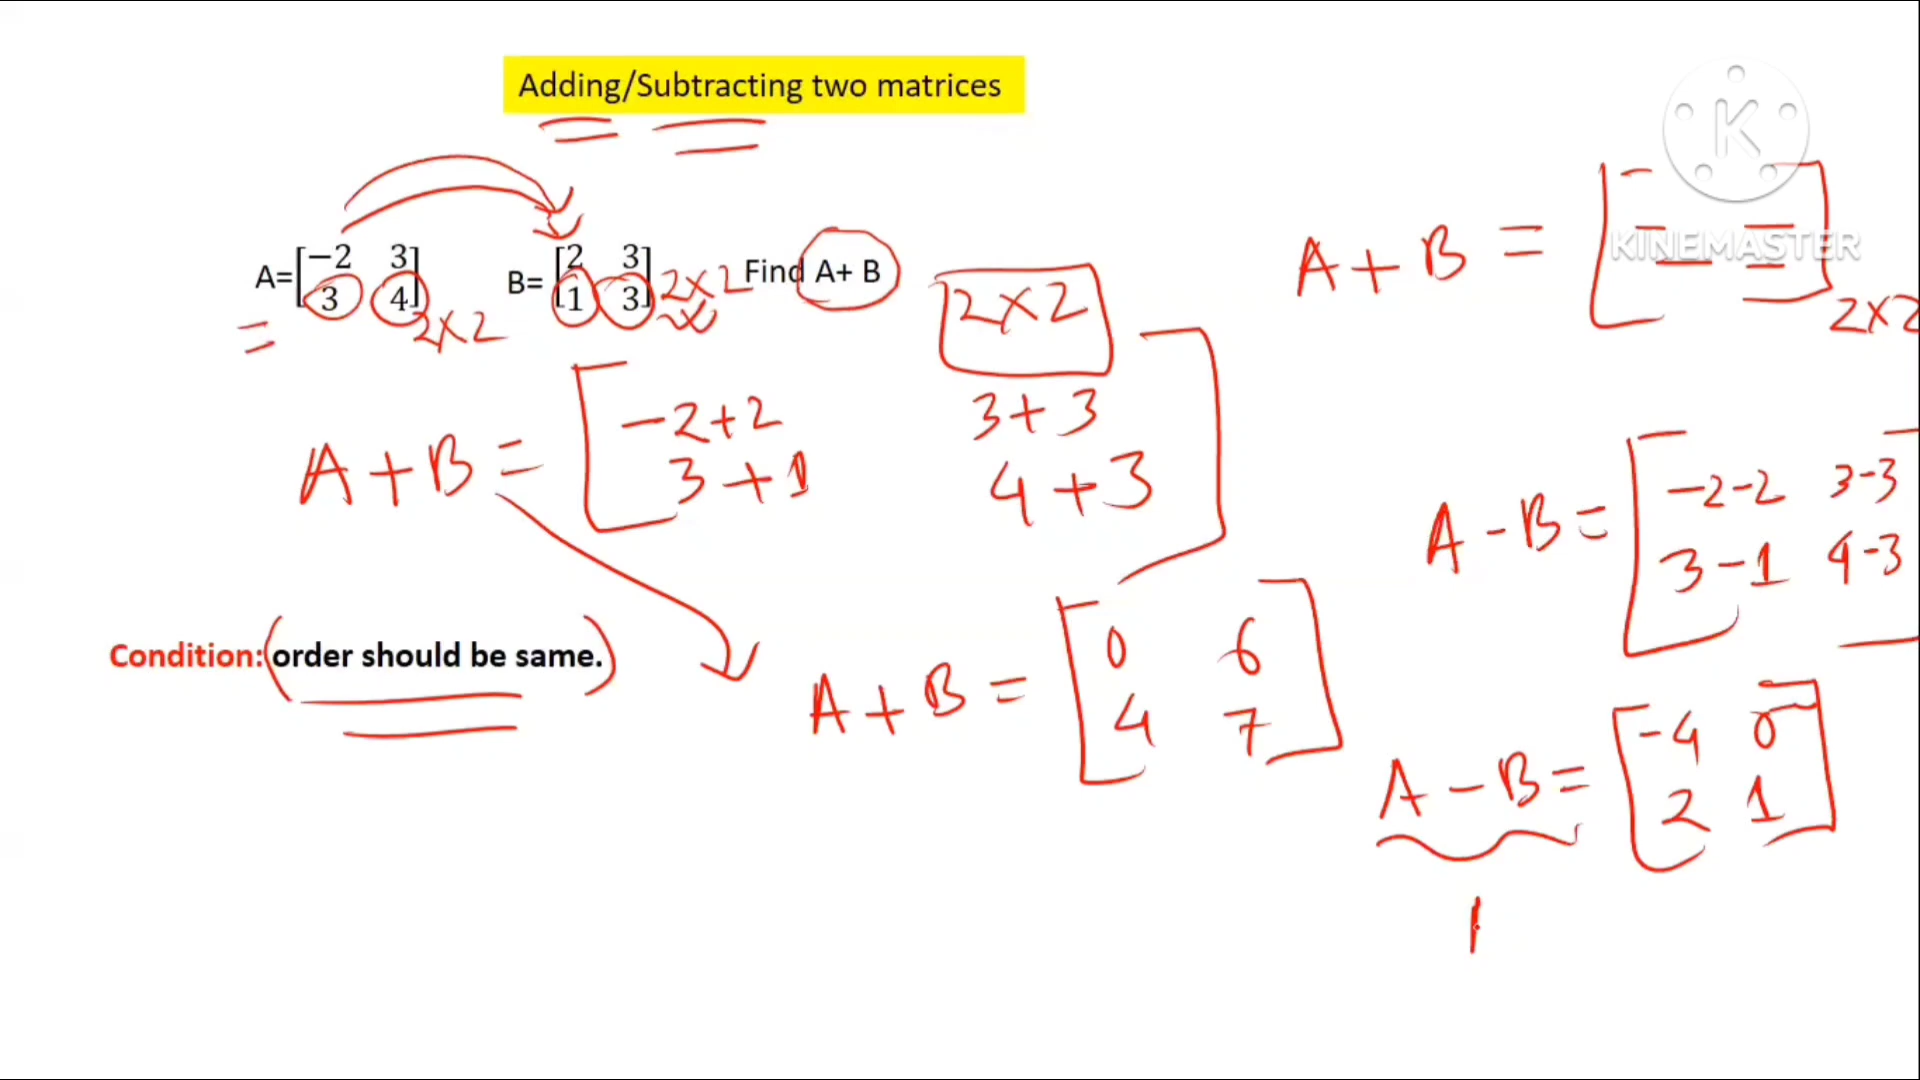 Adding/Subtracting two matrices
K
KINEMASTER
A=[−2 3
3 4] 2×2
B= [2 3
1 3] 2×2
Find A+ B
2×2
A+B = [ ] 2×2
A+B = [-2+2 3+3
3+1 4+3]
A-B = [-2-2 3-3
3-1 4-3
Condition: (order should be same.)
A+B = [0 6
4 7]
A-B = [-4 0
2 1]